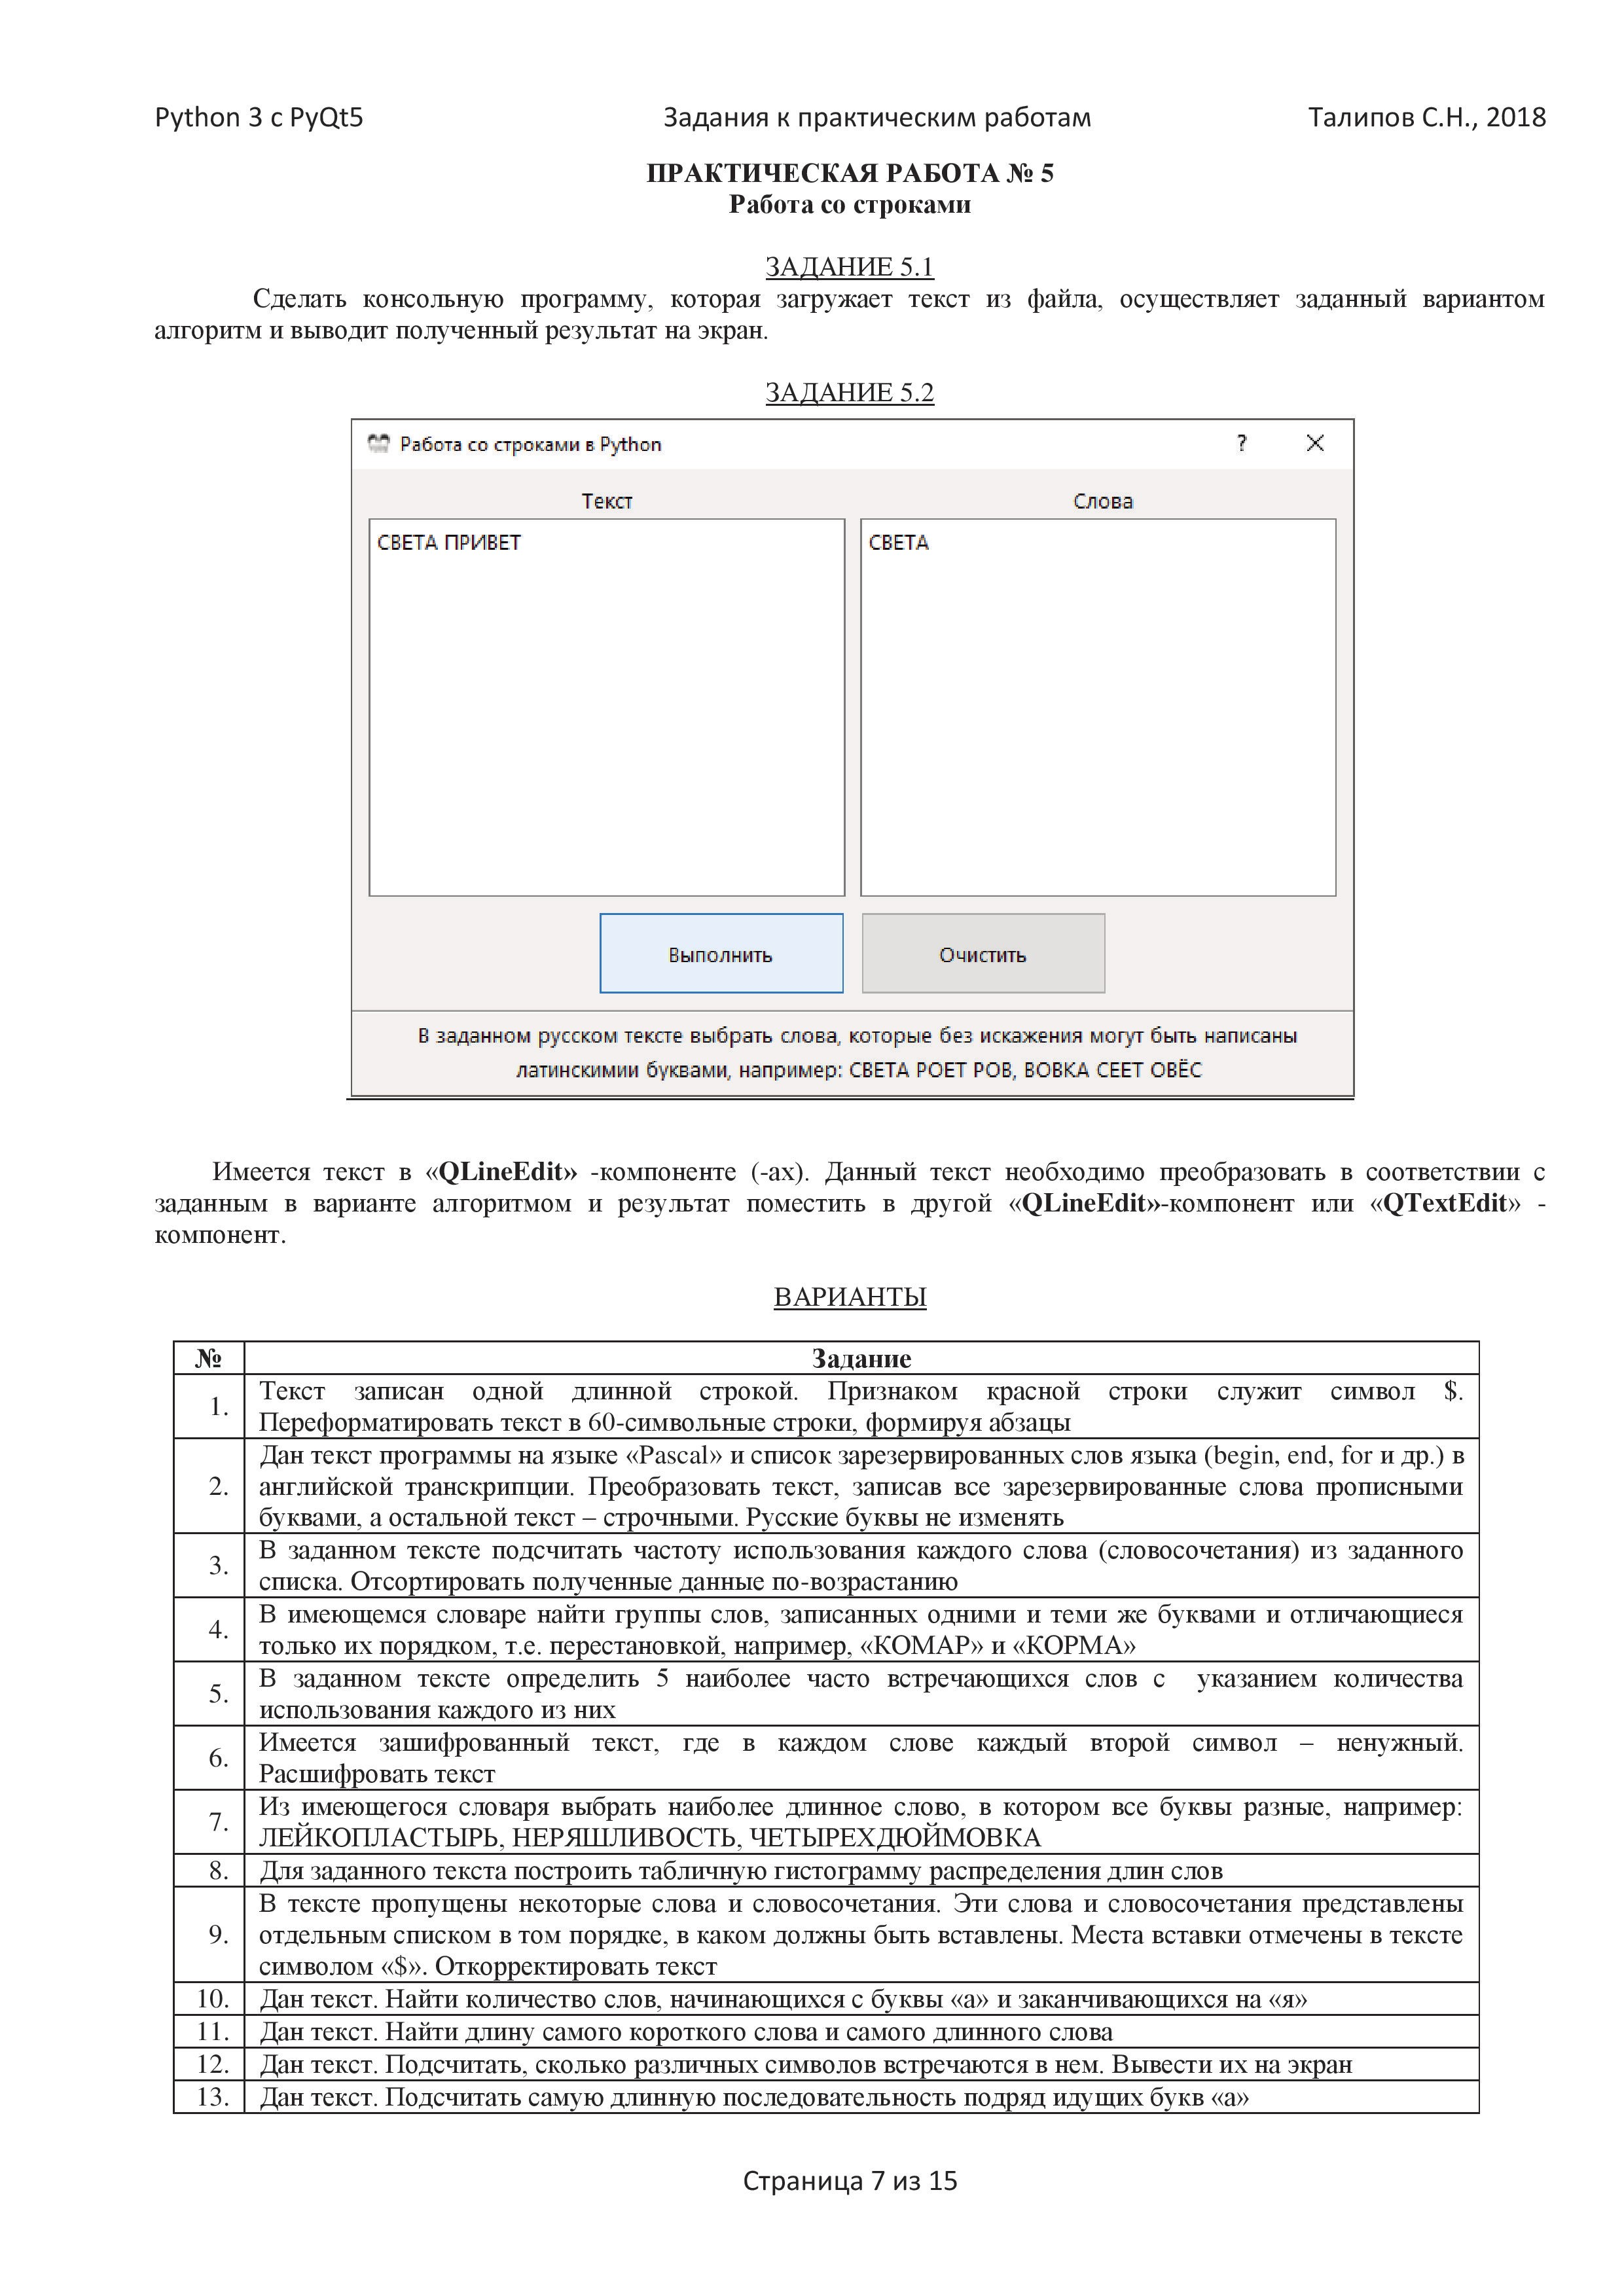 Python 3 с PyQt5 Задания к практическим работам Талипов С.Н., 2018
ПРАКТИЧЕСКАЯ РАБОТА № 5
Работа со строками
ЗАДАНИЕ 5.1
Сделать консольную программу, которая загружает текст из файла, осуществляет заданный вариантом
алгоритм и выводит полученный результат на экран.
ЗАДАНИЕ 5.2
Работа со строками в Python ?
Текст Слова
СВЕТА ПРИВЕТ СВЕТА
Выполнить Очистить
В заданном русском тексте выбрать слова, которые без искажения могут быть написаны
латинскимии буквами, например: СВЕТА РОЕТ РОВ, ВОВКА СЕЕТ ОВЁС
Имеется текст в «QLineEdit» -компоненте (-ах). Данный текст необходимо преобразовать в соответствии с
заданным в варианте алгоритмом и результат поместить в другой «QLineEdit»-компонент или «QTextEdit» -
компонент.
ВАРИАНТЫ
№ Задание
1. Текст записан одной длинной строкой. Признаком красной строки служит символ $.
Переформатировать текст в 60-символьные строки, формируя абзацы
2. Дан текст программы на языке «Pascal» и список зарезервированных слов языка (begin, end, for и др.) в
английской транскрипции. Преобразовать текст, записав все зарезервированные слова прописными
буквами, а остальной текст – строчными. Русские буквы не изменять
3. В заданном тексте подсчитать частоту использования каждого слова (словосочетания) из заданного
списка. Отсортировать полученные данные по-возрастанию
4. В имеющемся словаре найти группы слов, записанных одними и теми же буквами и отличающиеся
только их порядком, т.е. перестановкой, например, «КОМАР» и «КОРМА»
5. В заданном тексте определить 5 наиболее часто встречающихся слов с указанием количества
использования каждого из них
6. Имеется зашифрованный текст, где в каждом слове каждый второй символ – ненужный.
Расшифровать текст
7. Из имеющегося словаря выбрать наиболее длинное слово, в котором все буквы разные, например:
ЛЕЙКОПЛАСТЫРЬ, НЕРЯШЛИВОСТЬ, ЧЕТЫРЕХДЮЙМОВКА
8. Для заданного текста построить табличную гистограмму распределения длин слов
9. В тексте пропущены некоторые слова и словосочетания. Эти слова и словосочетания представлены
отдельным списком в том порядке, в каком должны быть вставлены. Места вставки отмечены в тексте
символом «$». Откорректировать текст
10. Дан текст. Найти количество слов, начинающихся с буквы «а» и заканчивающихся на «я»
11. Дан текст. Найти длину самого короткого слова и самого длинного слова
12. Дан текст. Подсчитать, сколько различных символов встречаются в нем. Вывести их на экран
13. Дан текст. Подсчитать самую длинную последовательность подряд идущих букв «а»
Страница 7 из 15